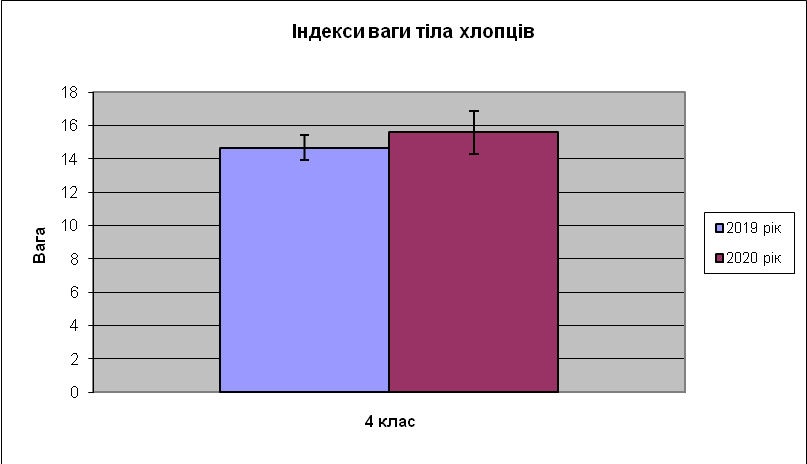 Індекси ваги тіла хлопців
18
16
14
12
10
8
6
4
2
0
Вага
4 клас
2019 рік
2020 рік